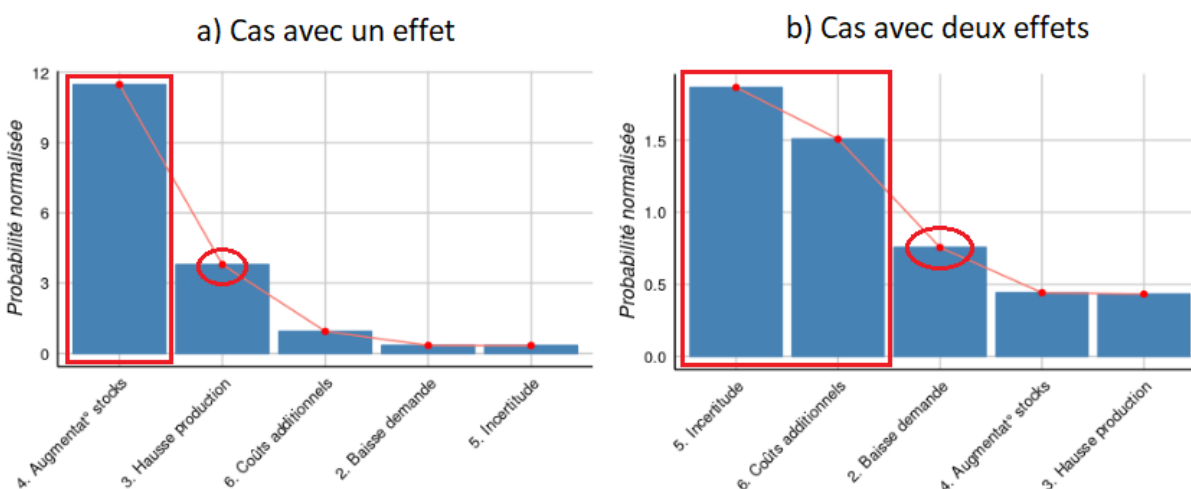 a) Cas avec un effet
Probabilité normalisée
12
9
6
3
0
4. Augmentat° stocks
3. Hausse production
6. Coûts additionnels
2. Baisse demande
5. Incertitude
b) Cas avec deux effets
Probabilité normalisée
1.5
1.0
0.5
0.0
5. Incertitude
6. Coûts additionnels
2. Baisse demande
4. Augmentat° stocks
3. Hausse production